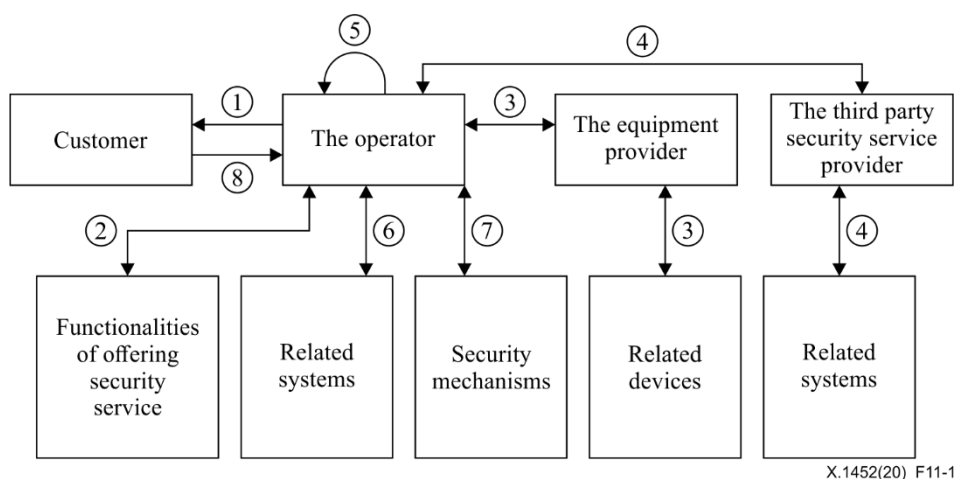 ⑤
④
①
③
Customer
The operator
The equipment
provider
The third party
security service
provider
⑧
②
⑥
⑦
③
④
Functionalities
of offering
security
service
Related
systems
Security
mechanisms
Related
devices
Related
systems
X.1452(20)_F11-1